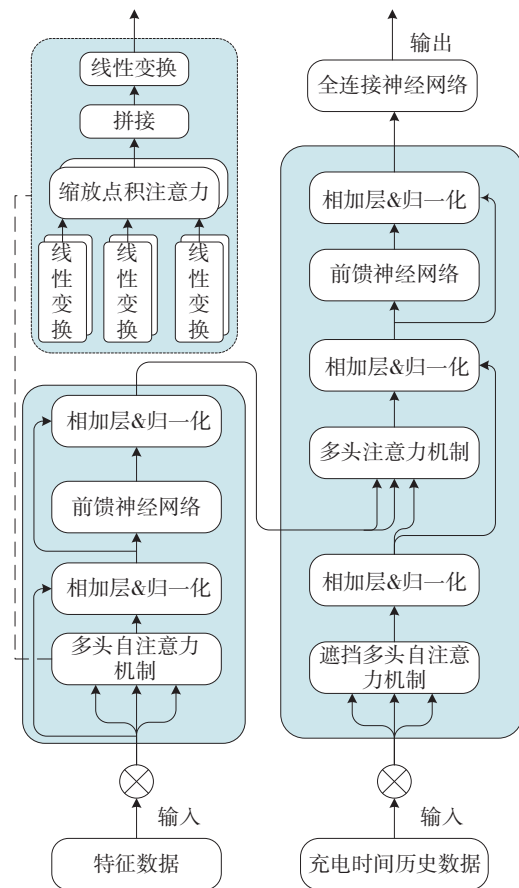 线性变换
拼接
缩放点积注意力
线性变换
线性变换
线性变换
相加层&归一化
前馈神经网络
相加层&归一化
多头自注意力
机制
输入
特征数据
输出
全连接神经网络
相加层&归一化
前馈神经网络
相加层&归一化
多头注意力机制
相加层&归一化
遮挡多头自注意
力机制
输入
充电时间历史数据